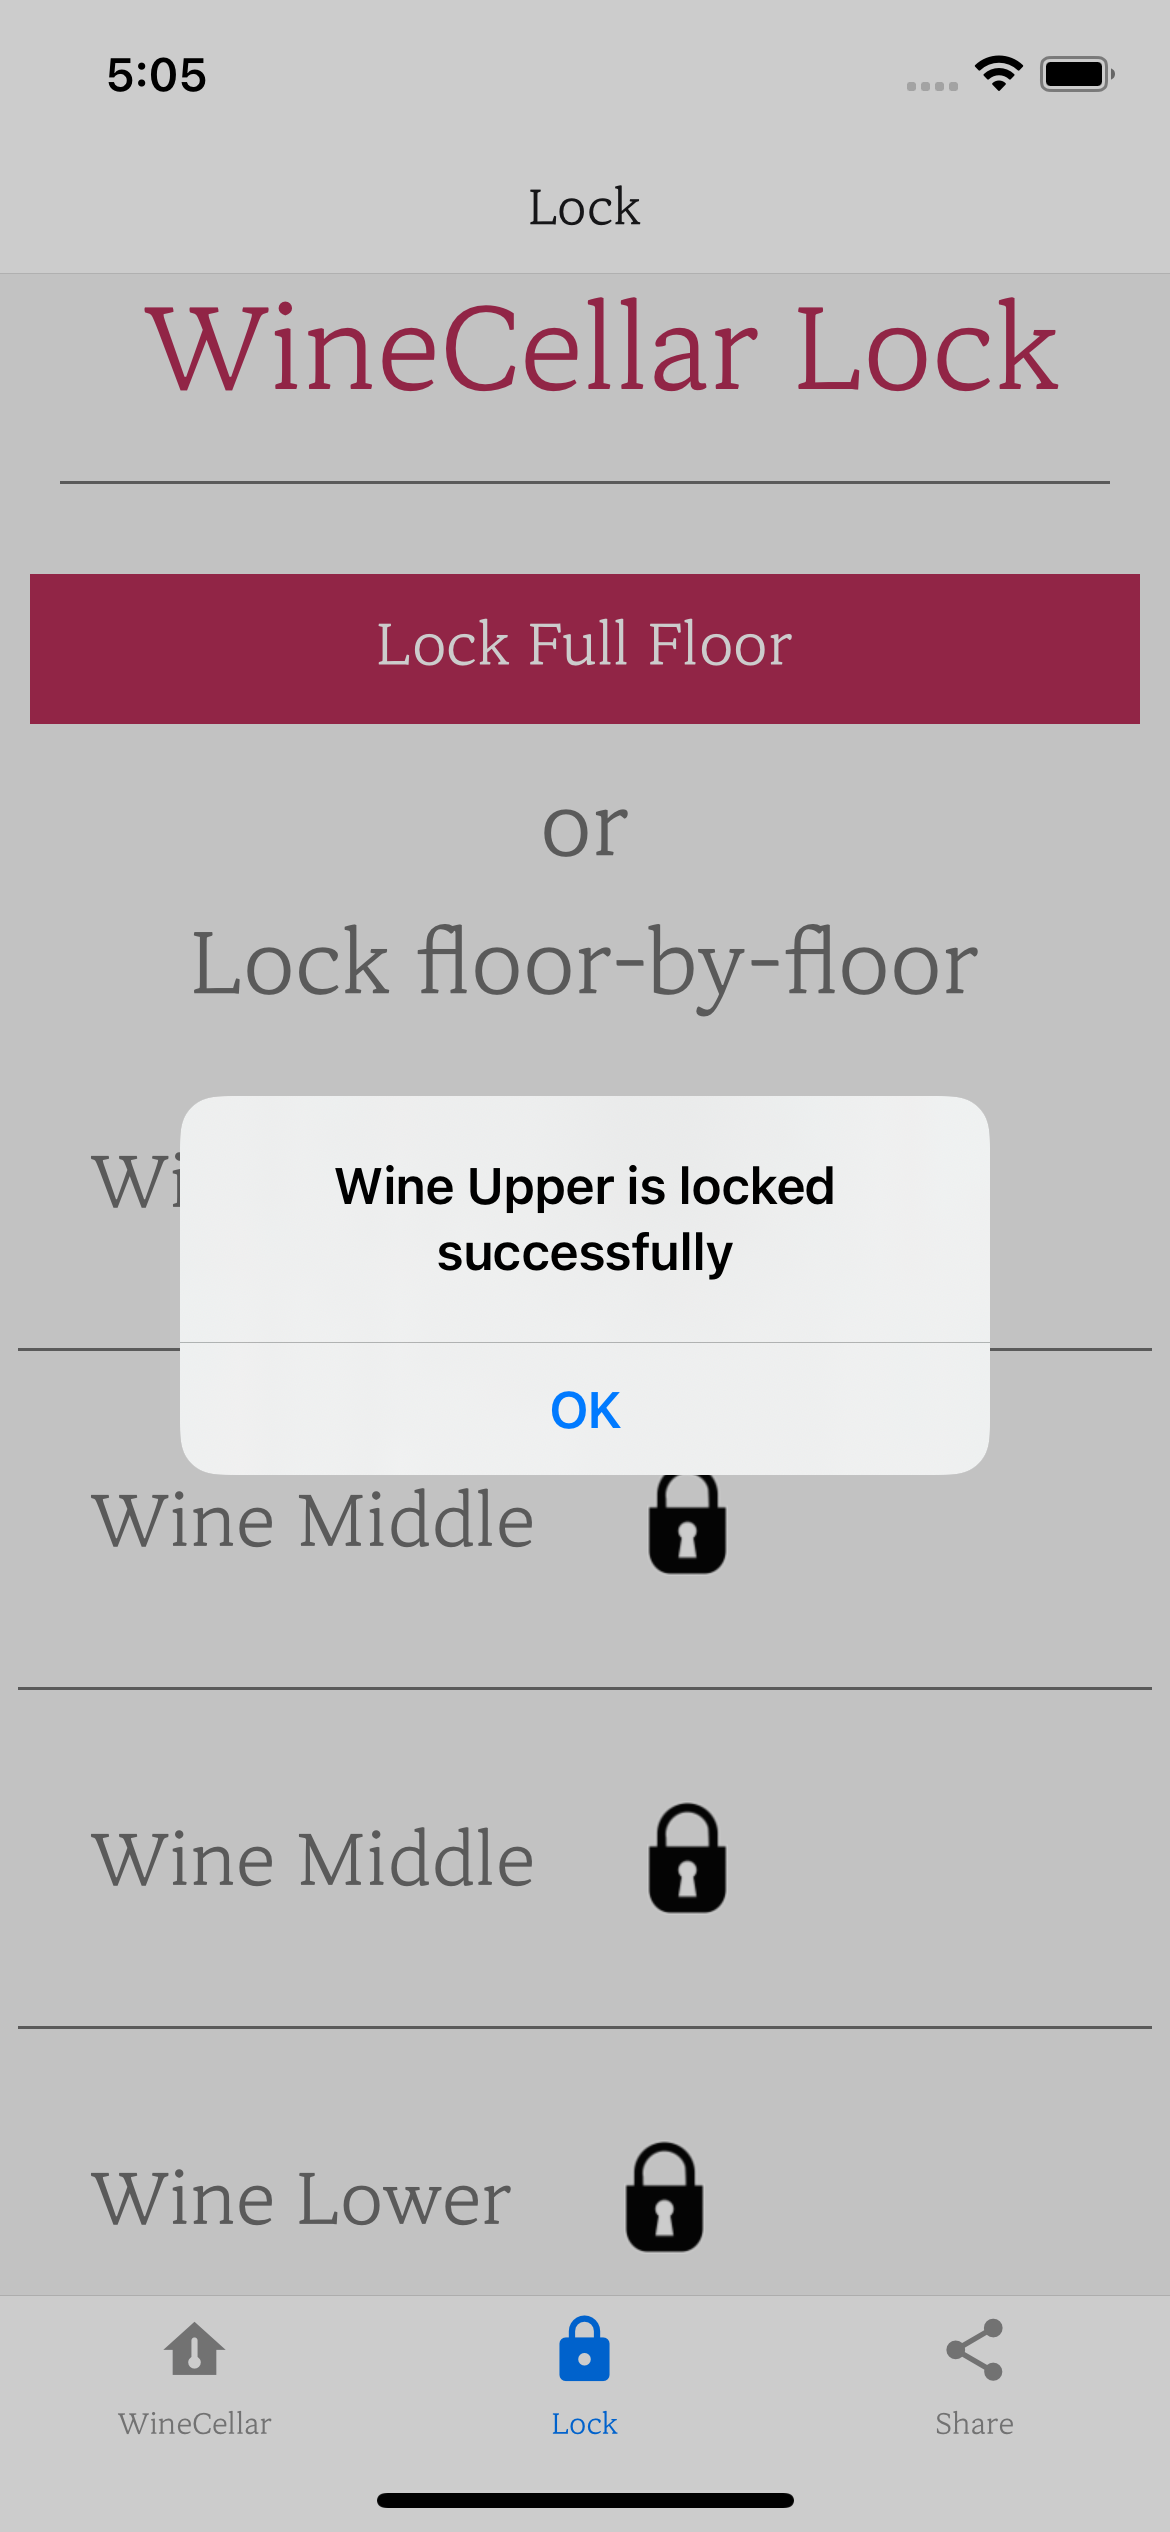 5:05
Lock
WineCellar Lock
Lock Full Floor
or
Lock floor-by-floor
Wine Upper is locked
successfully
OK
Wine Middle
Wine Middle
Wine Lower
WineCellar
Lock
Share